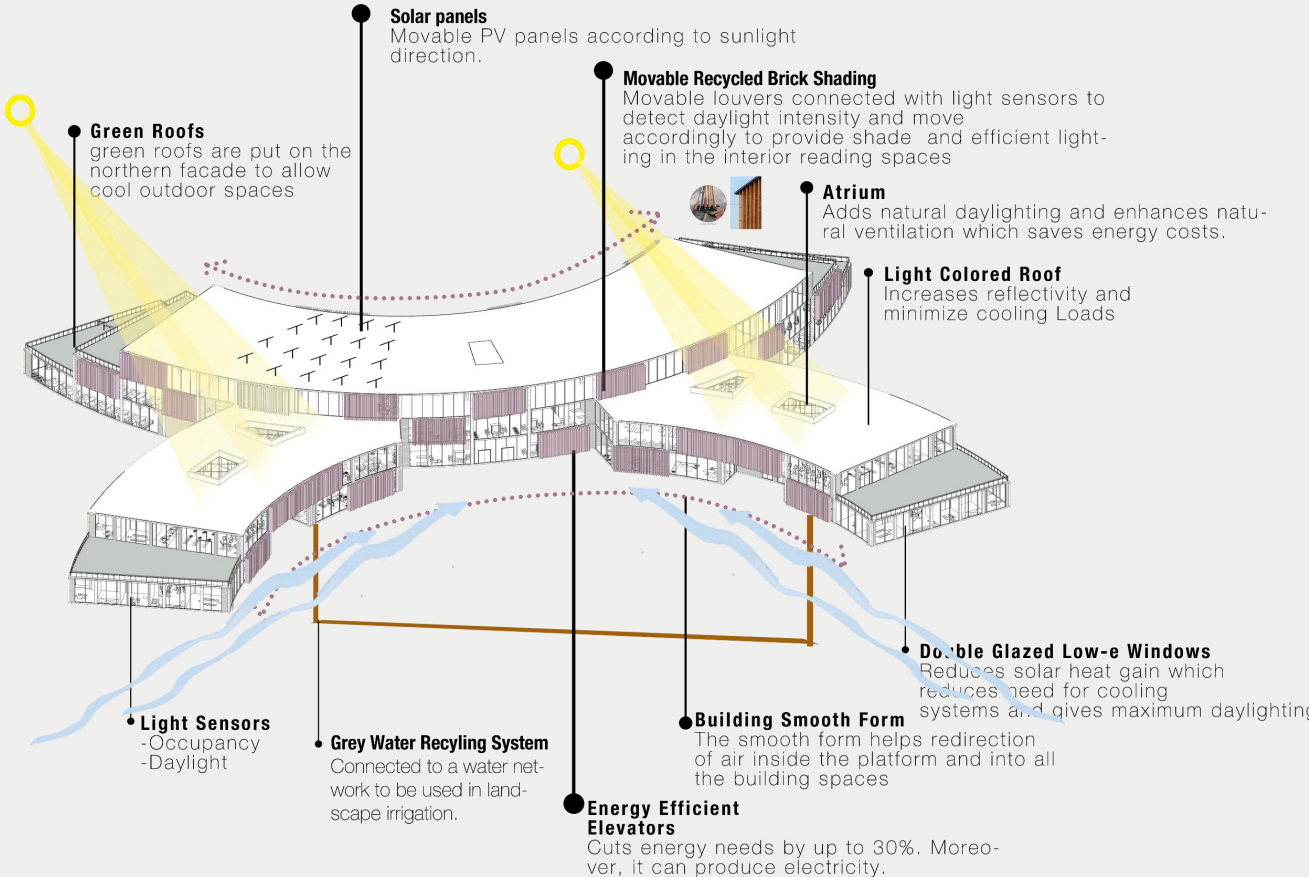 Solar panels
Movable PV panels according to sunlight
direction.
Movable Recycled Brick Shading
Movable louvers connected with light sensors to
detect daylight intensity and move
accordingly to provide shade and efficient light-
ing in the interior reading spaces
Green Roofs
green roofs are put on the
northern facade to allow
cool outdoor spaces
Atrium
Adds natural daylighting and enhances natu-
ral ventilation which saves energy costs.
Light Colored Roof
Increases reflectivity and
minimize cooling Loads
Double Glazed Low-e Windows
Reduces solar heat gain which
reduces need for cooling
systems and gives maximum daylighting
Light Sensors
-Occupancy
-Daylight
Grey Water Recyling System
Connected to a water net-
work to be used in land-
scape irrigation.
Building Smooth Form
The smooth form helps redirection
of air inside the platform and into all
the building spaces
Energy Efficient
Elevators
Cuts energy needs by up to 30%. Moreo-
ver, it can produce electricity.